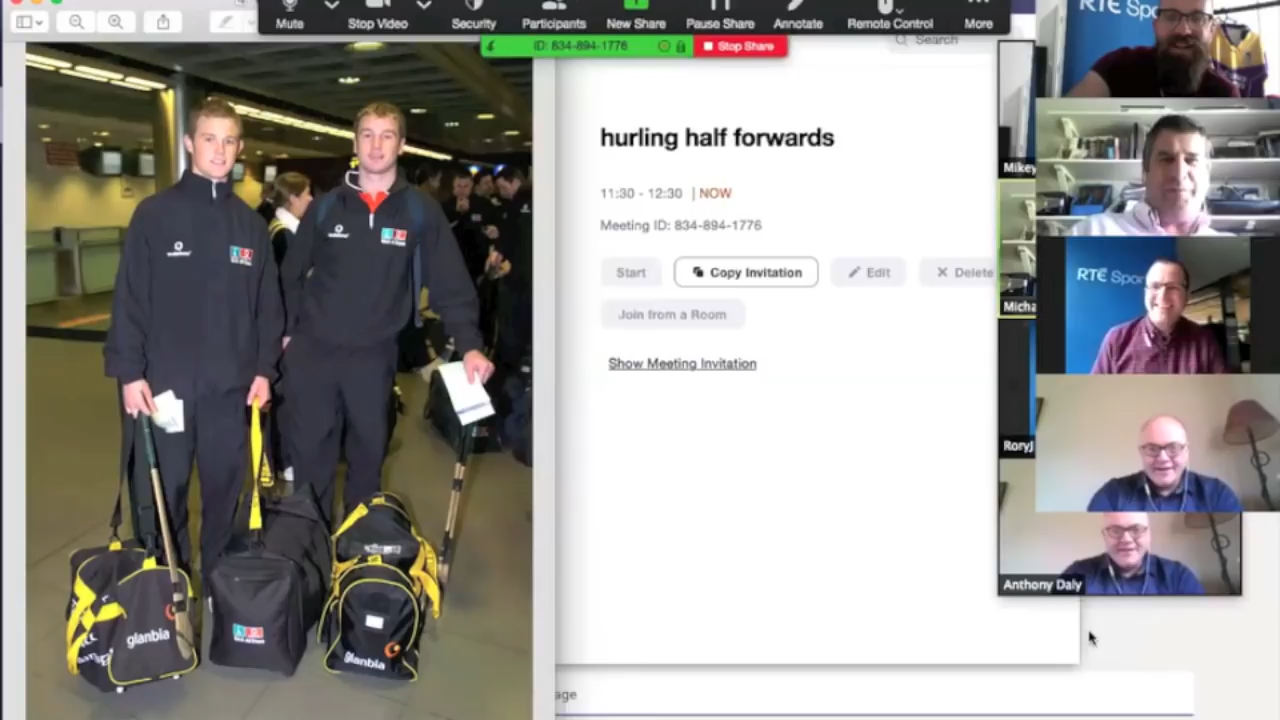 Mute
Stop Video
Security
Participants
New Share
Pause Share
Annotate
Remote Control
More
ID: 834-894-1776
Stop Share
Search
hurling half forwards
11:30 - 12:30 | NOW
Meeting ID: 834-894-1776
Start
Copy Invitation
Edit
Delete
Join from a Room
Show Meeting Invitation
RTÉ Spo
Mikey
Micha
RTÉ Spor
RoryJ
Anthony Daly
glanbia
glanbia
age